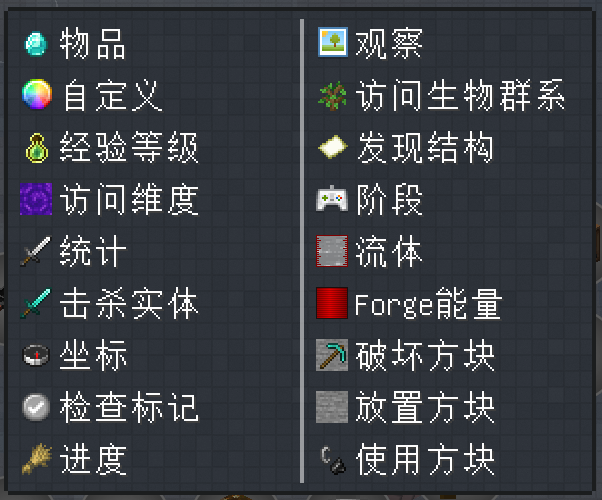 物品
自定义
经验等级
访问维度
统计
击杀实体
坐标
检查标记
进度
观察
访问生物群系
发现结构
阶段
流体
Forge能量
破坏方块
放置方块
使用方块